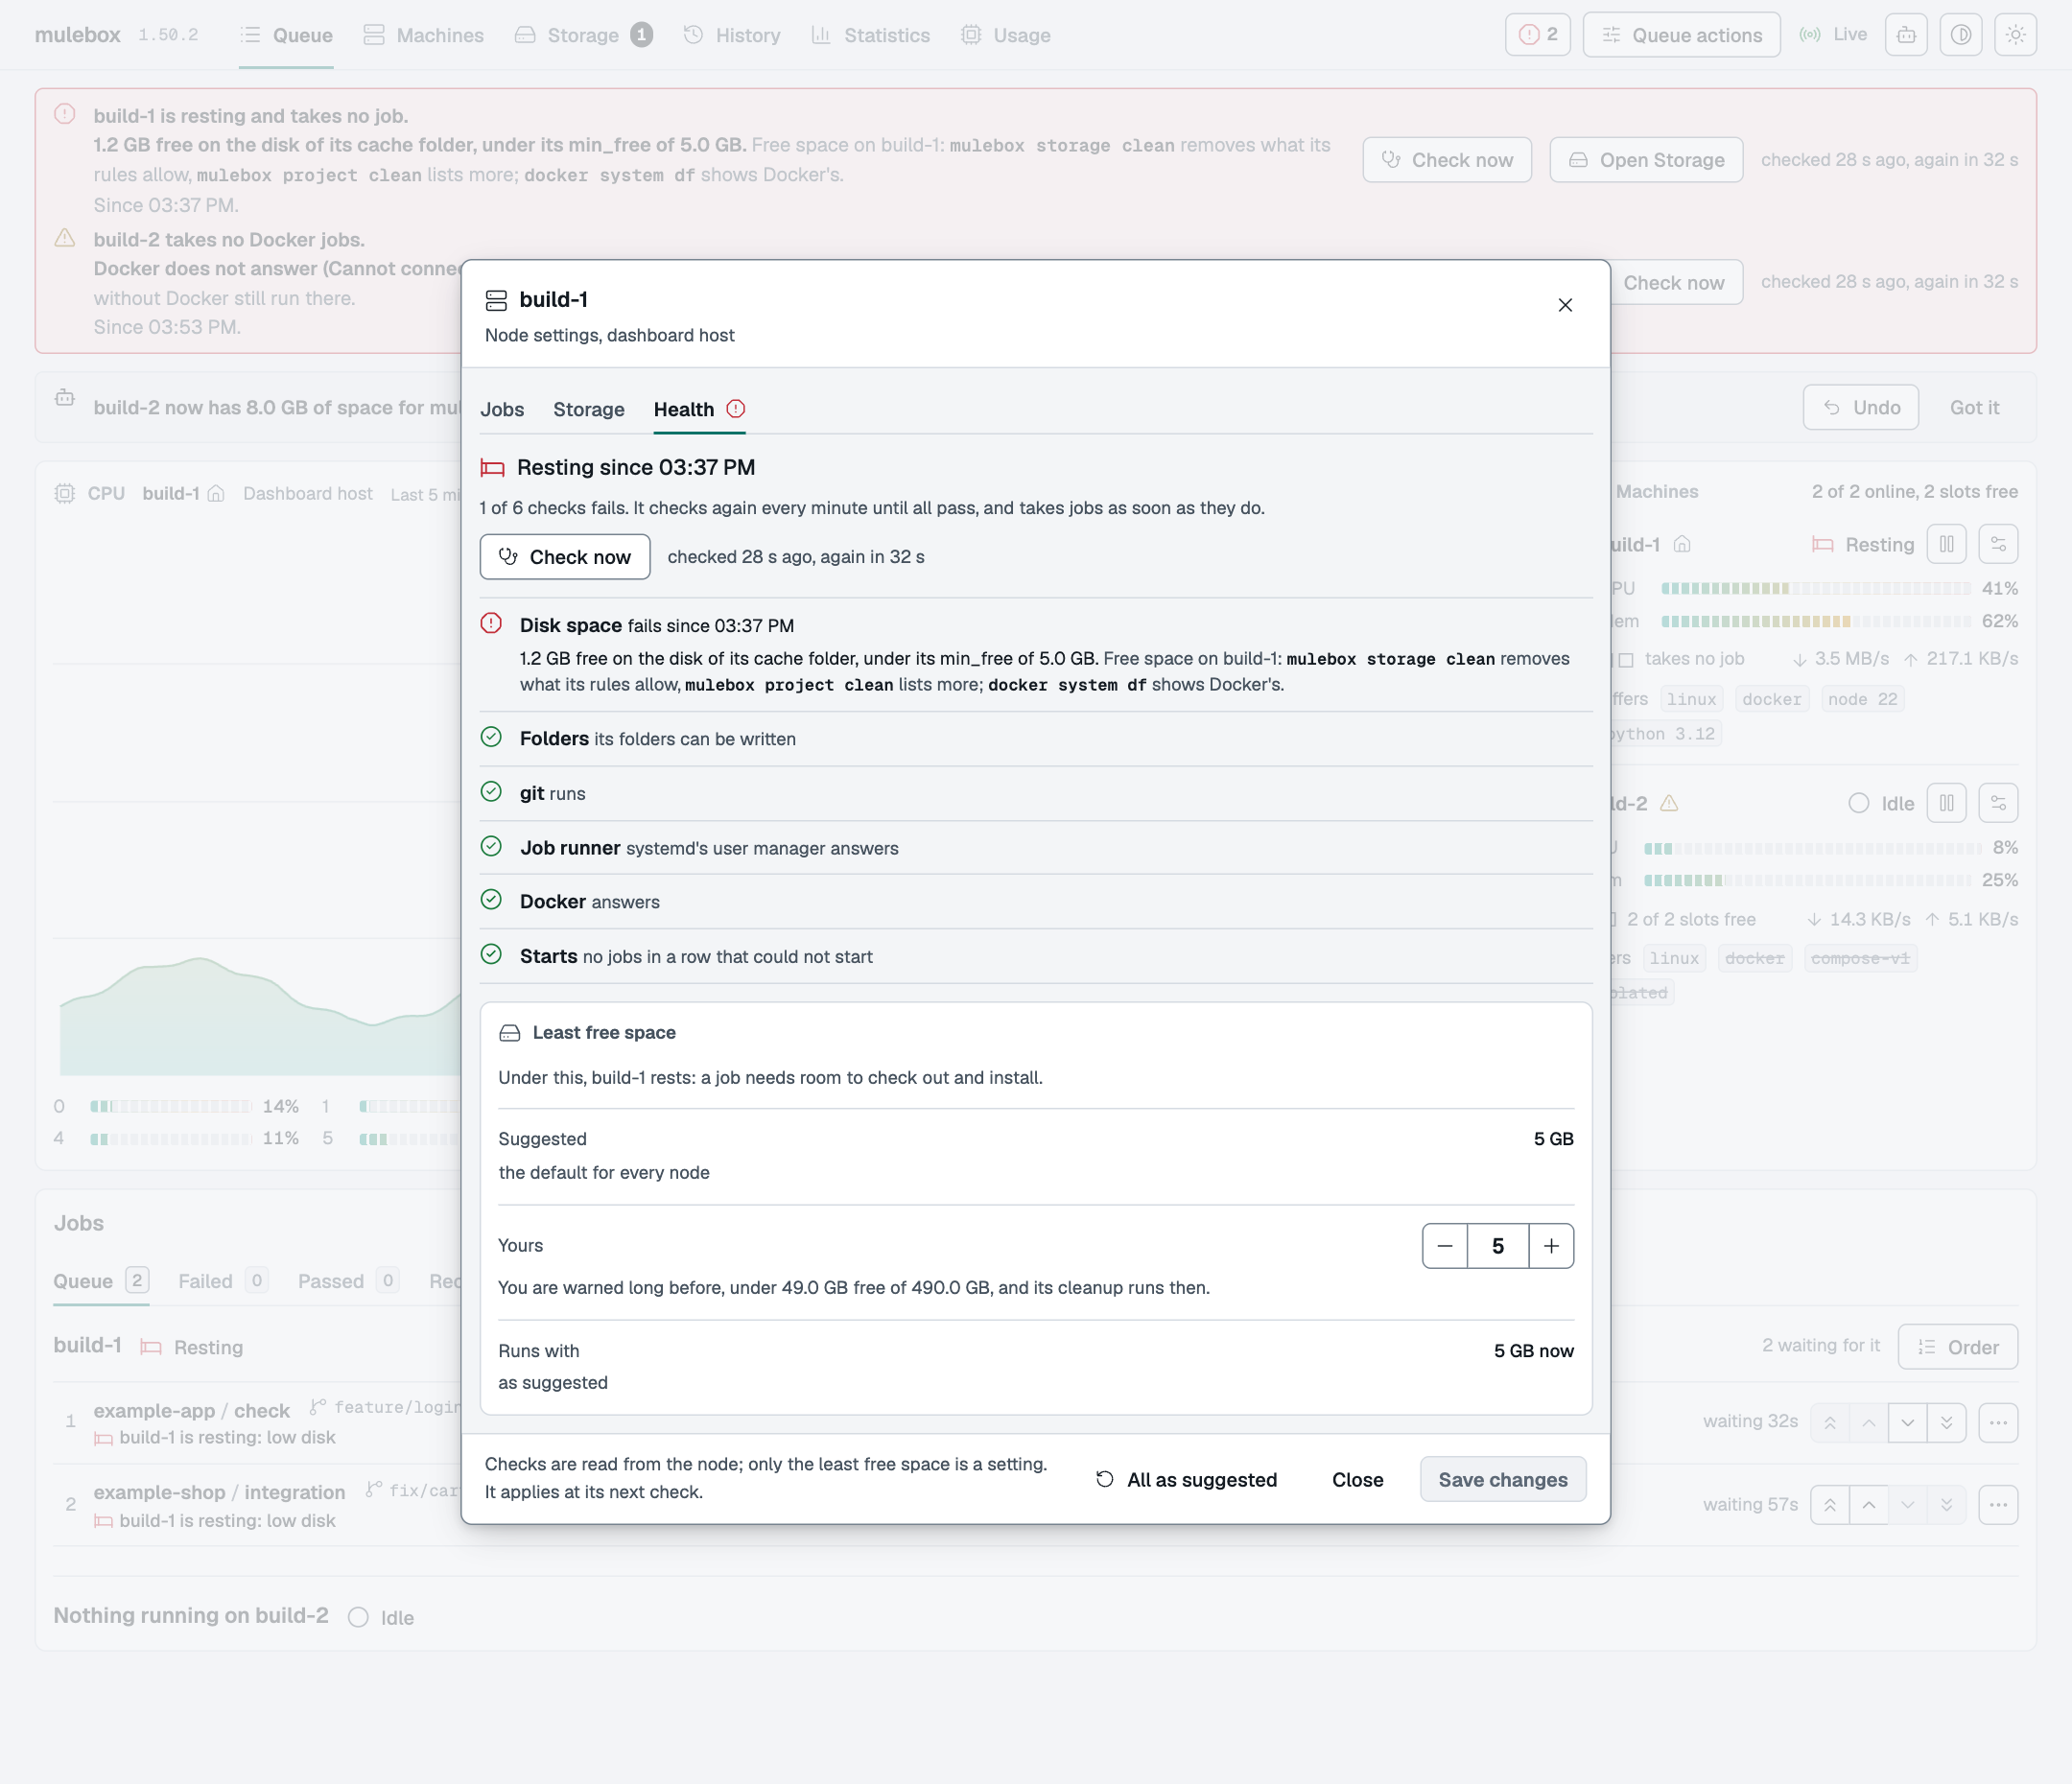 mulebox 1.50.2 Queue Machines Storage 1 History Statistics Usage 2 Queue actions Live
build-1 is resting and takes no job.
1.2 GB free on the disk of its cache folder, under its min_free of 5.0 GB. Free space on build-1: mulebox storage clean removes what its
rules allow, mulebox project clean lists more; docker system df shows Docker's.
Since 03:37 PM.
Check now Open Storage checked 28 s ago, again in 32 s
build-2 takes no Docker jobs.
Docker does not answer (Cannot
without Docker still run there.
Since 03:53 PM.
Check now checked 28 s ago, again in 32 s
build-2 now has 8.0 GB of space for
Undo Got it
CPU build-1 Dashboard host Last 5
0 14% 1
4 11% 5
Machines 2 of 2 online, 2 slots free
Resting
41%
62%
takes no job 3.5 MB/s 217.1 KB/s
linux docker node 22
python 3.12
Idle
8%
25%
2 of 2 slots free 14.3 KB/s 5.1 KB/s
linux docker compose-v1
build-1
Node settings, dashboard host
Jobs Storage Health
Resting since 03:37 PM
1 of 6 checks fails. It checks again every minute until all pass, and takes jobs as soon as they do.
Check now checked 28 s ago, again in 32 s
Disk space fails since 03:37 PM
1.2 GB free on the disk of its cache folder, under its min_free of 5.0 GB. Free space on build-1: mulebox storage clean removes
what its rules allow, mulebox project clean lists more; docker system df shows Docker's.
Folders its folders can be written
git runs
Job runner systemd's user manager answers
Docker answers
Starts no jobs in a row that could not start
Least free space
Under this, build-1 rests: a job needs room to check out and install.
Suggested 5 GB
the default for every node
Yours 5
You are warned long before, under 49.0 GB free of 490.0 GB, and its cleanup runs then.
Runs with 5 GB now
as suggested
Checks are read from the node; only the least free space is a setting.
It applies at its next check.
All as suggested Close Save changes
Jobs
Queue 2 Failed 0 Passed 0
build-1 Resting 2 waiting for it Order
1 example-app / check feature/login waiting 32s
build-1 is resting: low disk
2 example-shop / integration waiting 57s
build-1 is resting: low disk
Nothing running on build-2 Idle